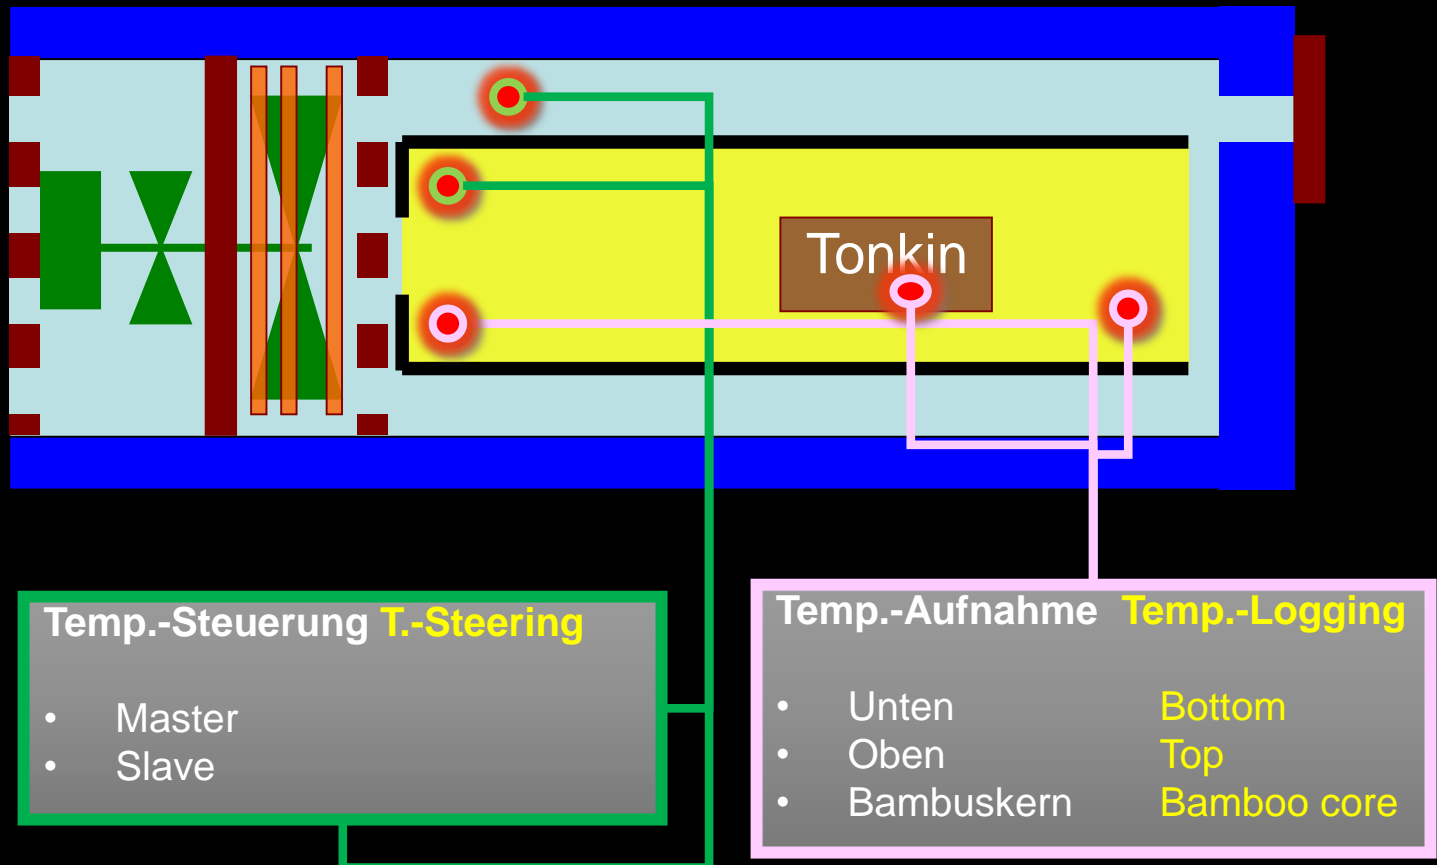 Tonkin
Temp.-Steuerung T.-Steering
• Master
• Slave
Temp.-Aufnahme Temp.-Logging
• Unten Bottom
• Oben Top
• Bambuskern Bamboo core